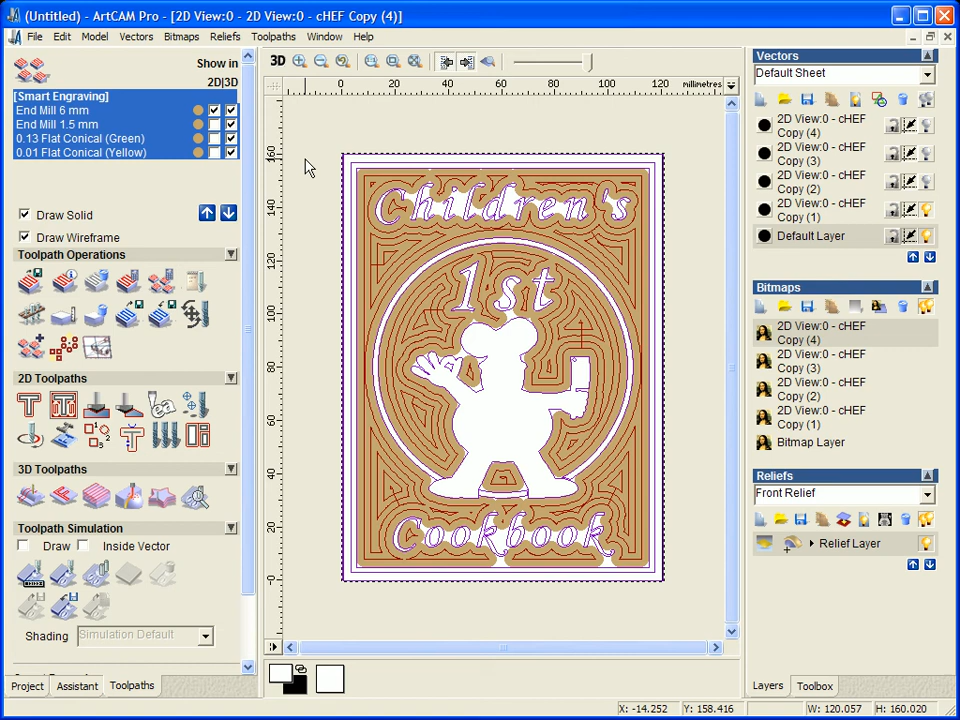 (Untitled) - ArtCAM Pro - [2D View:0 - 2D View:0 - cHEF Copy (4)]
File Edit Model Vectors Bitmaps Reliefs Toolpaths Window Help
Show in
2D|3D
[Smart Engraving]
End Mill 6 mm
End Mill 1.5 mm
0.13 Flat Conical (Green)
0.01 Flat Conical (Yellow)
Draw Solid
Draw Wireframe
Toolpath Operations
2D Toolpaths
3D Toolpaths
Toolpath Simulation
Draw Inside Vector
Shading Simulation Default
Project Assistant Toolpaths
3D
0 20 40 60 80 100 120 millimetres
160
140
120
100
80
60
40
20
0
Children's
1st
Cookbook
Vectors
Default Sheet
2D View:0 - cHEF
Copy (4)
2D View:0 - cHEF
Copy (3)
2D View:0 - cHEF
Copy (2)
2D View:0 - cHEF
Copy (1)
Default Layer
Bitmaps
2D View:0 - cHEF
Copy (4)
2D View:0 - cHEF
Copy (3)
2D View:0 - cHEF
Copy (2)
2D View:0 - cHEF
Copy (1)
Bitmap Layer
Reliefs
Front Relief
Relief Layer
Layers Toolbox
X: -14.252 Y: 158.416 W: 120.057 H: 160.020